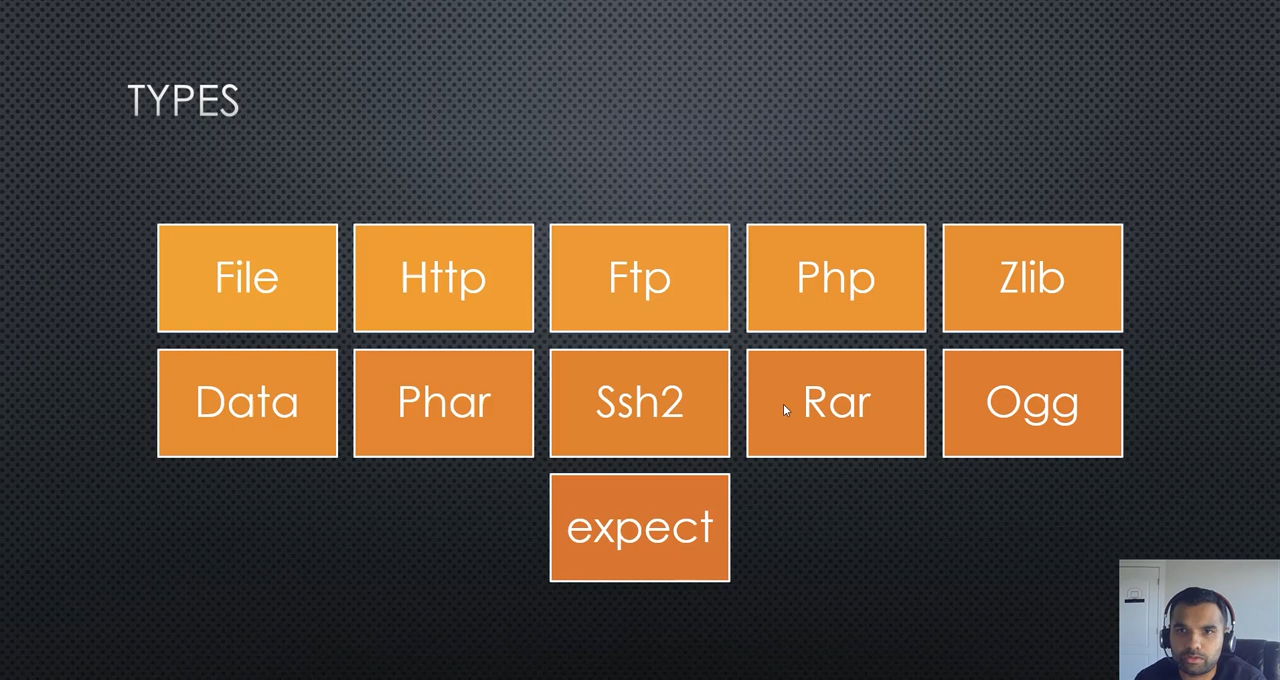 TYPES
File
Http
Ftp
Php
Zlib
Data
Phar
Ssh2
Rar
Ogg
expect